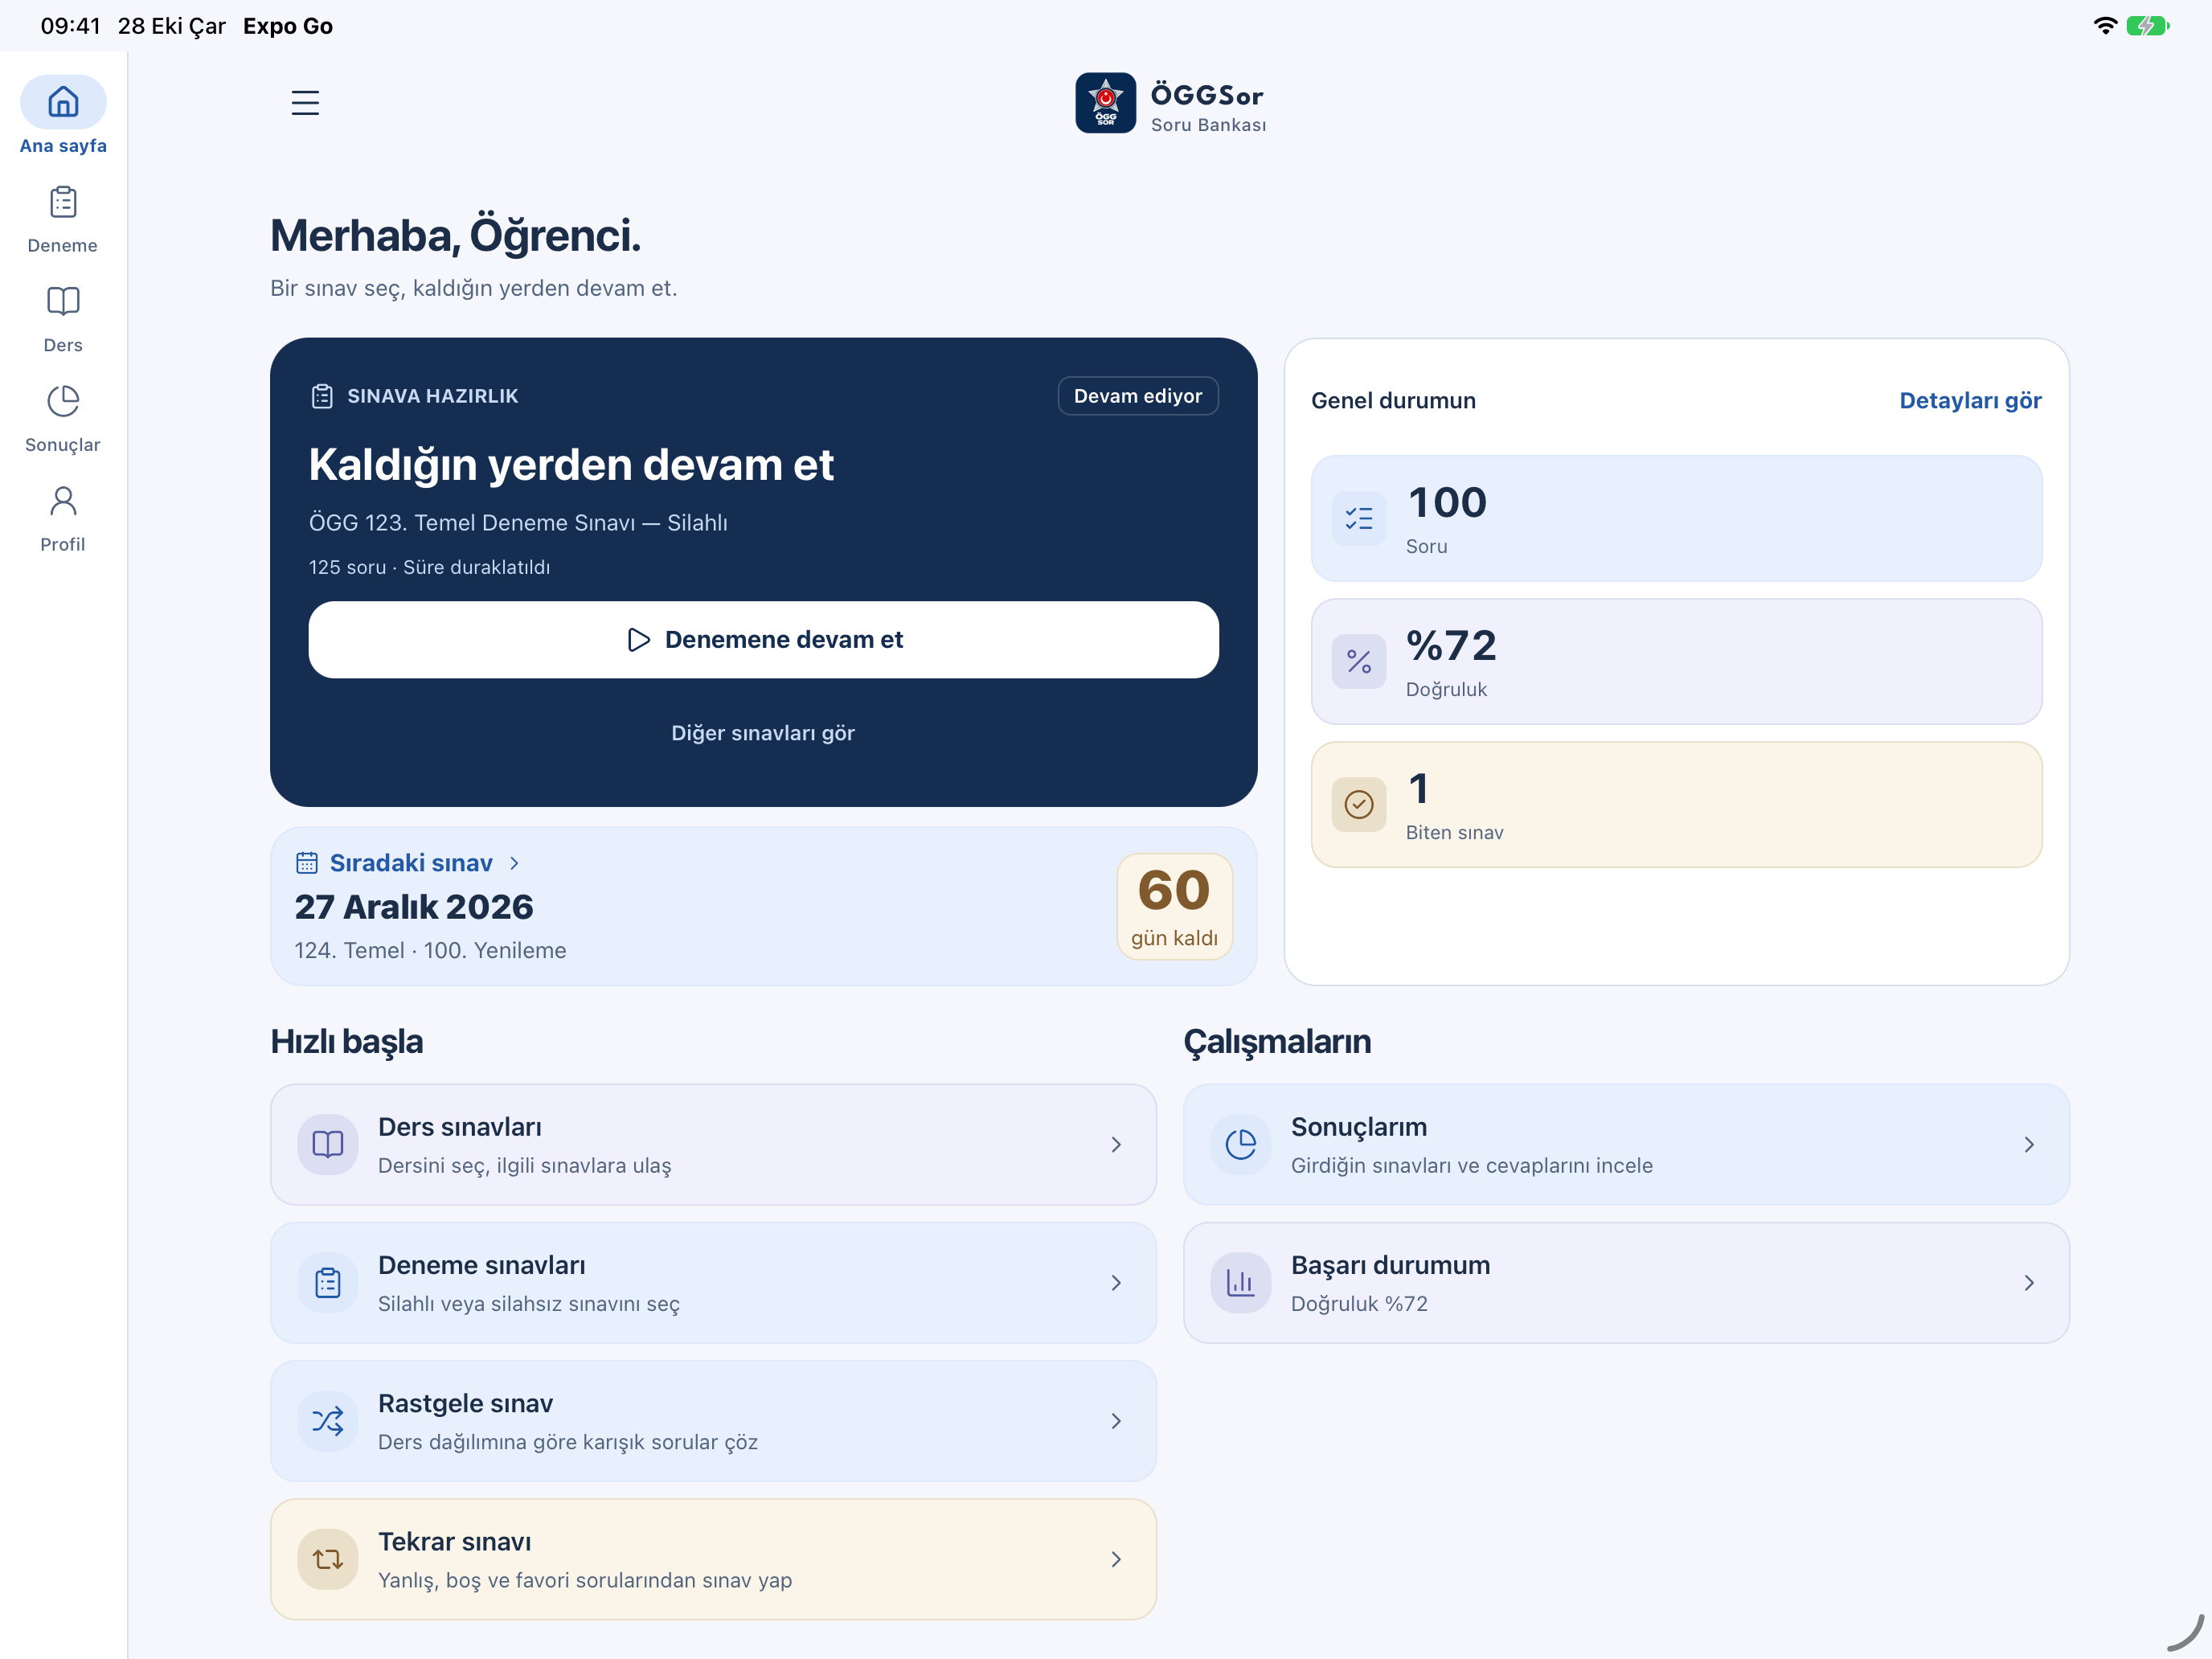 09:41 28 Eki Çar Expo Go
Ana sayfa
Deneme
Ders
Sonuçlar
Profil
ÖGG
SOR
ÖGGSor
Soru Bankası
Merhaba, Öğrenci.
Bir sınav seç, kaldığın yerden devam et.
SINAVA HAZIRLIK
Devam ediyor
Kaldığın yerden devam et
ÖGG 123. Temel Deneme Sınavı — Silahlı
125 soru · Süre duraklatıldı
Denemene devam et
Diğer sınavları gör
Sıradaki sınav
27 Aralık 2026
124. Temel · 100. Yenileme
60
gün kaldı
Genel durumun
Detayları gör
100
Soru
%72
Doğruluk
1
Biten sınav
Hızlı başla
Ders sınavları
Dersini seç, ilgili sınavlara ulaş
Deneme sınavları
Silahlı veya silahsız sınavını seç
Rastgele sınav
Ders dağılımına göre karışık sorular çöz
Tekrar sınavı
Yanlış, boş ve favori sorularından sınav yap
Çalışmaların
Sonuçlarım
Girdiğin sınavları ve cevaplarını incele
Başarı durumum
Doğruluk %72